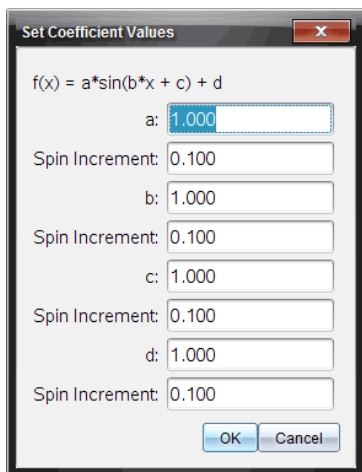 Set Coefficient Values
f(x) = a*sin(b*x + c) + d
a: 1.000
Spin Increment: 0.100
b: 1.000
Spin Increment: 0.100
c: 1.000
Spin Increment: 0.100
d: 1.000
Spin Increment: 0.100
OK Cancel